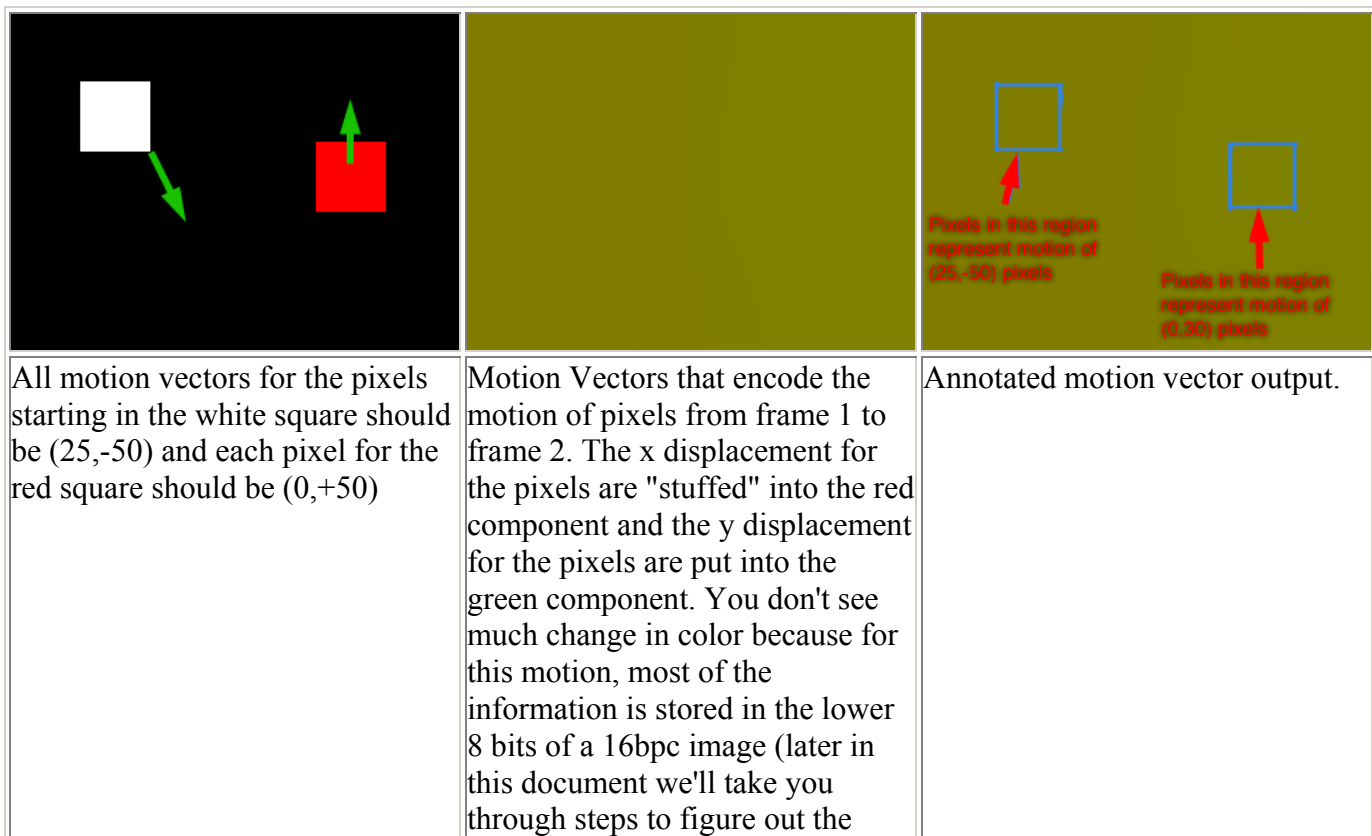 Pixels in this region
represent motion of
(25,-50) pixels
Pixels in this region
represent motion of
(0,30) pixels
All motion vectors for the pixels
starting in the white square should
be (25,-50) and each pixel for the
red square should be (0,+50)
Motion Vectors that encode the
motion of pixels from frame 1 to
frame 2. The x displacement for
the pixels are "stuffed" into the red
component and the y displacement
for the pixels are put into the
green component. You don't see
much change in color because for
this motion, most of the
information is stored in the lower
8 bits of a 16bpc image (later in
this document we'll take you
through steps to figure out the
Annotated motion vector output.